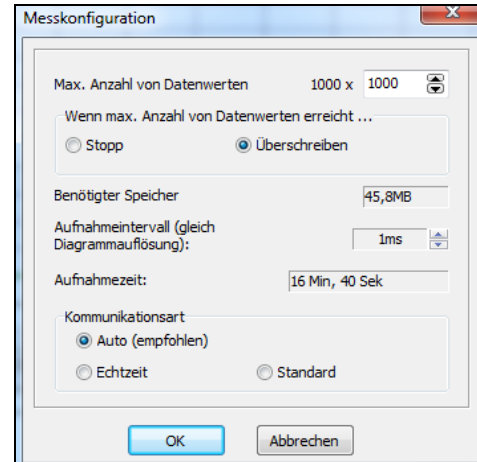 Messkonfiguration
Max. Anzahl von Datenwerten 1000 x 1000
Wenn max. Anzahl von Datenwerten erreicht ...
Stopp Überschreiben
Benötigter Speicher 45,8MB
Aufnahmeintervall (gleich
Diagrammauflösung): 1ms
Aufnahmezeit: 16 Min, 40 Sek
Kommunikationsart
Auto (empfohlen)
Echtzeit Standard
OK Abbrechen